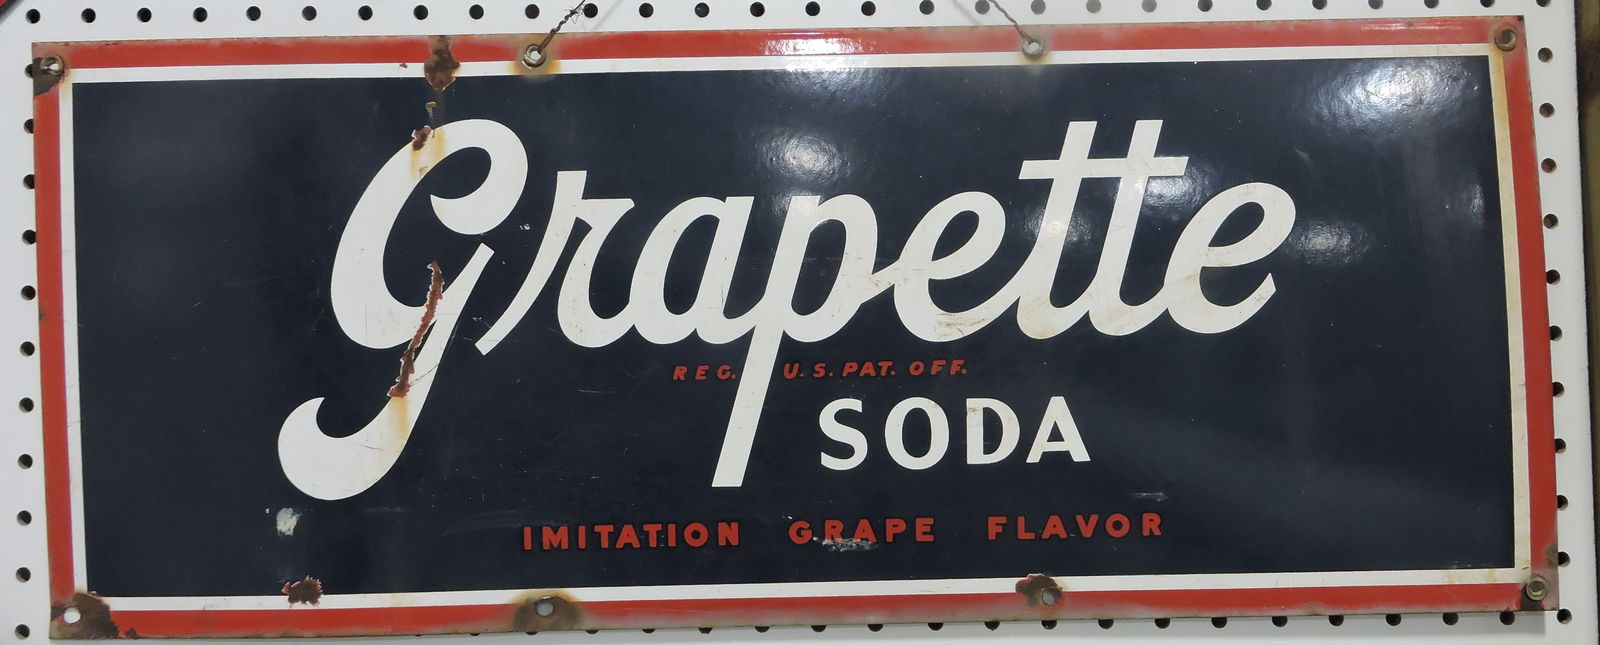 Grapette
REG. U.S. PAT. OFF.
SODA
IMITATION GRAPE FLAVOR